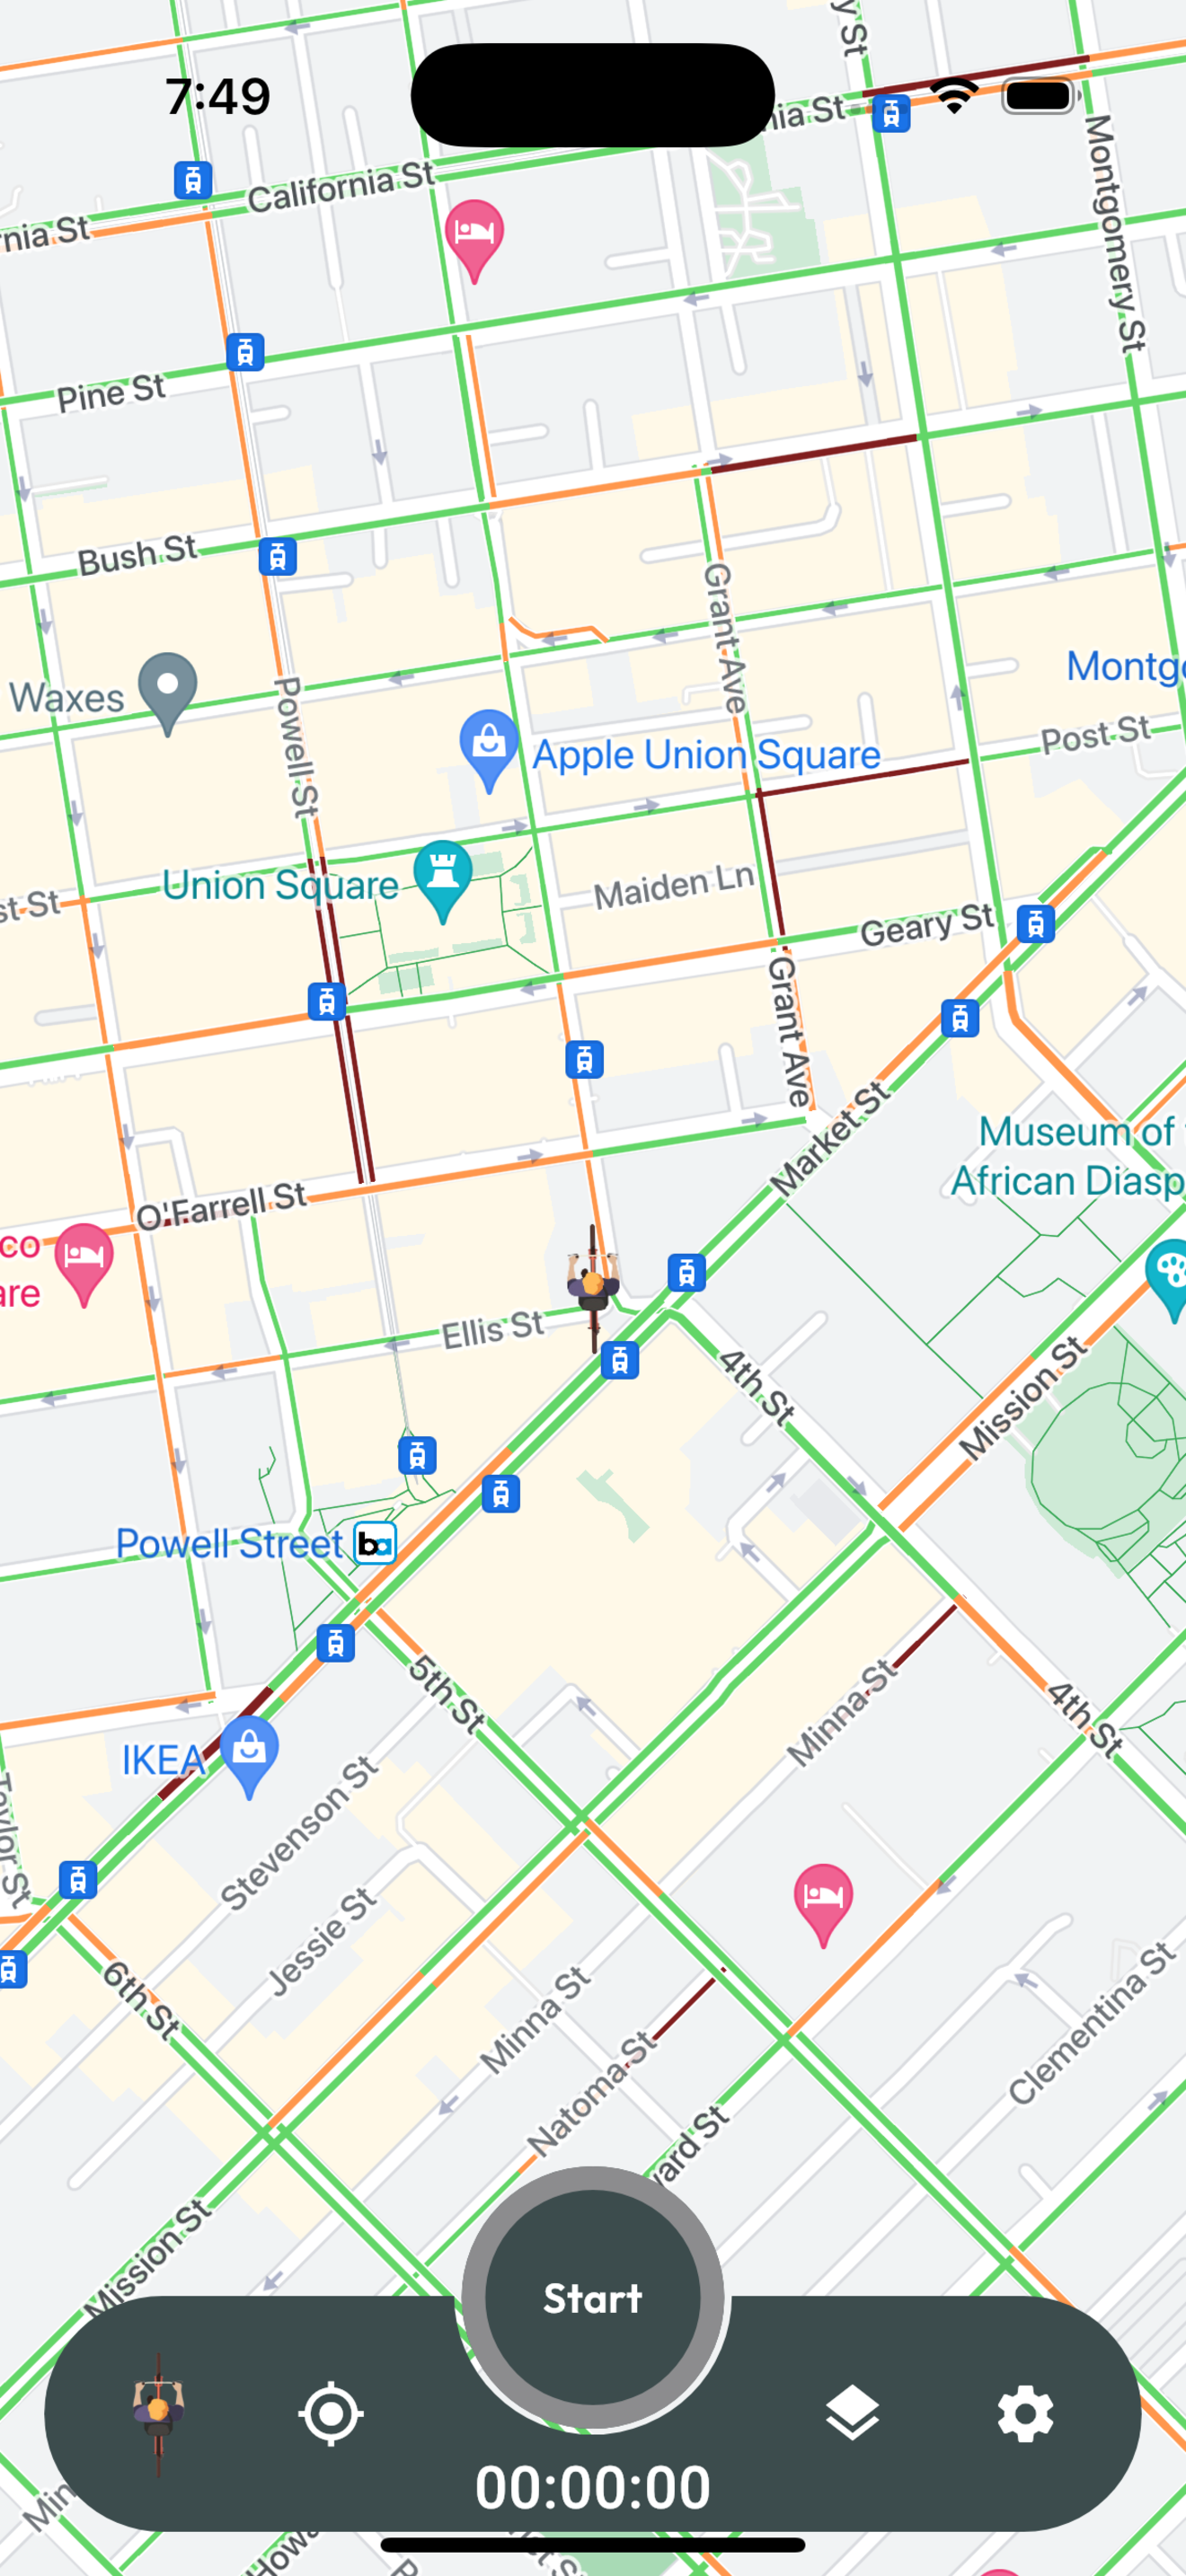 7:49
Montgomery St
California St
Pine St
Bush St
Grant Ave
Powell St
Waxes
Apple Union Square
Post St
Union Square
Maiden Ln
Geary St
Grant Ave
Market St
Museum of
African Diasp
O'Farrell St
Ellis St
4th St
Mission St
Powell Street
ba
5th St
Minna St
4th St
IKEA
Stevenson St
Taylor St
Jessie St
6th St
Minna St
Natoma St
Clementina St
Mission St
Start
00:00:00